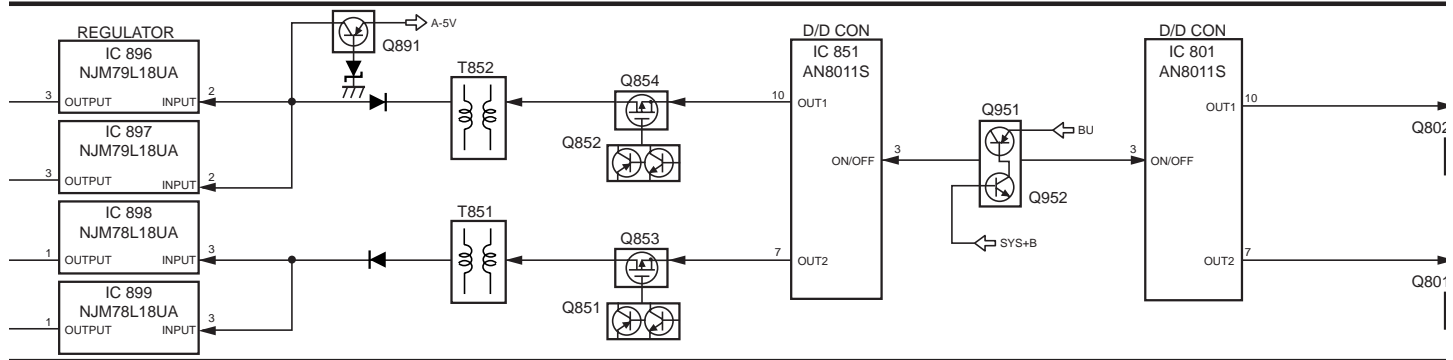 REGULATOR
IC 896
NJM79L18UA
3
OUTPUT
INPUT
2
IC 897
NJM79L18UA
3
OUTPUT
INPUT
2
IC 898
NJM78L18UA
1
OUTPUT
INPUT
3
IC 899
NJM78L18UA
1
OUTPUT
INPUT
3
A-5V
Q891
T852
T851
Q854
Q852
Q853
Q851
D/D CON
IC 851
AN8011S
10
OUT1
3
ON/OFF
7
OUT2
Q951
BU
Q952
SYS+B
D/D CON
IC 801
AN8011S
OUT1
10
3
ON/OFF
OUT2
7
Q802
Q801